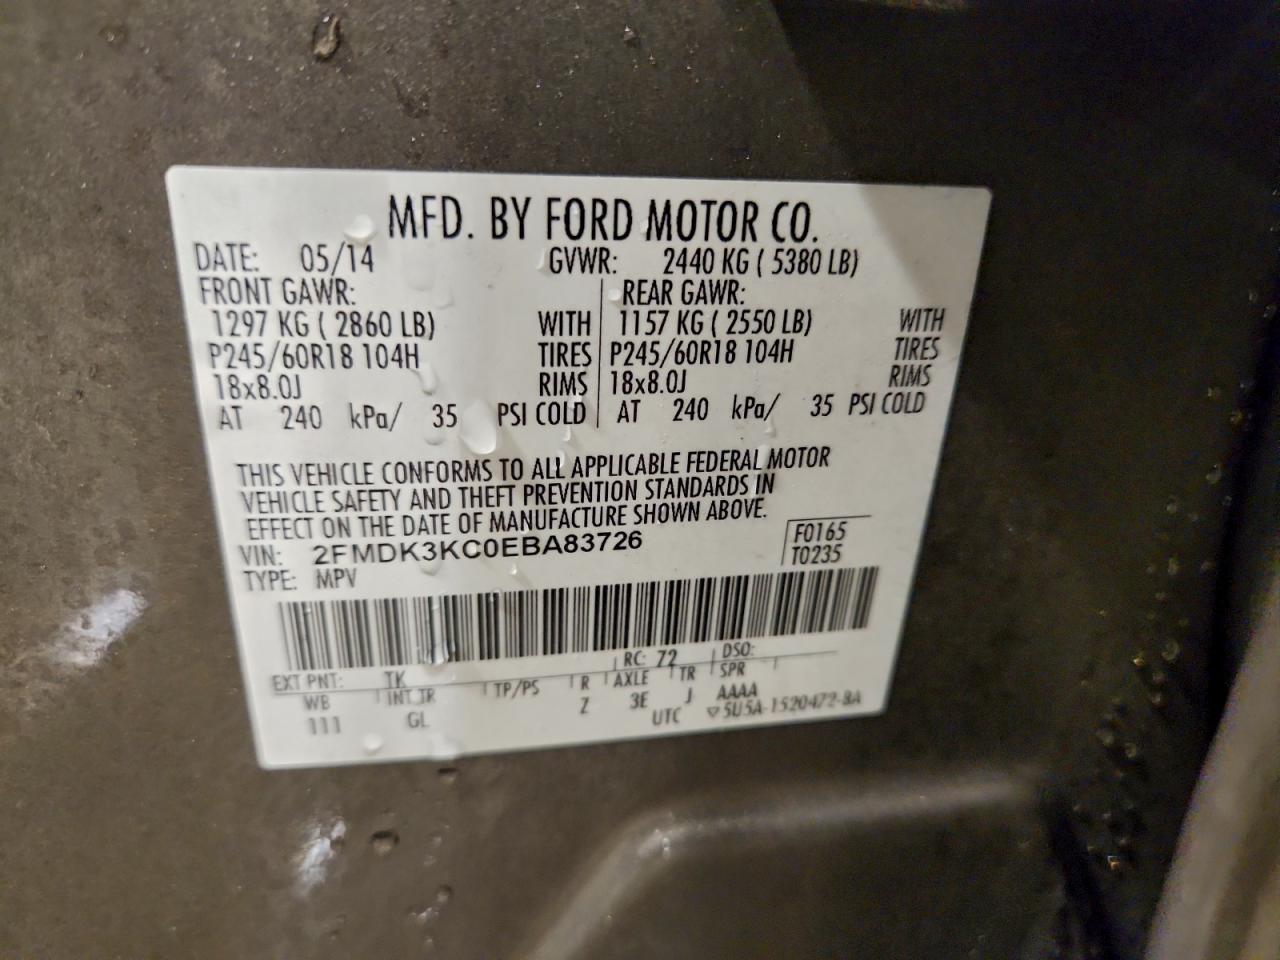 MFD. BY FORD MOTOR CO.
DATE: 05/14 GVWR: 2440 KG ( 5380 LB)
FRONT GAWR: REAR GAWR:
1297 KG ( 2860 LB) WITH 1157 KG ( 2550 LB) WITH
P245/60R18 104H TIRES P245/60R18 104H TIRES
18x8.0J RIMS 18x8.0J RIMS
AT 240 kPa/ 35 PSI COLD AT 240 kPa/ 35 PSI COLD
THIS VEHICLE CONFORMS TO ALL APPLICABLE FEDERAL MOTOR
VEHICLE SAFETY AND THEFT PREVENTION STANDARDS IN
EFFECT ON THE DATE OF MANUFACTURE SHOWN ABOVE.
VIN: 2FMDK3KC0EBA83726 F0165
TYPE: MPV T0235
EXT PNT: TK RC: 72 DSO:
WB INT TR TP/PS R AXLE TR SPR
111 GL Z 3E J AAAA
UTC ▽5U5A-1520472-BA